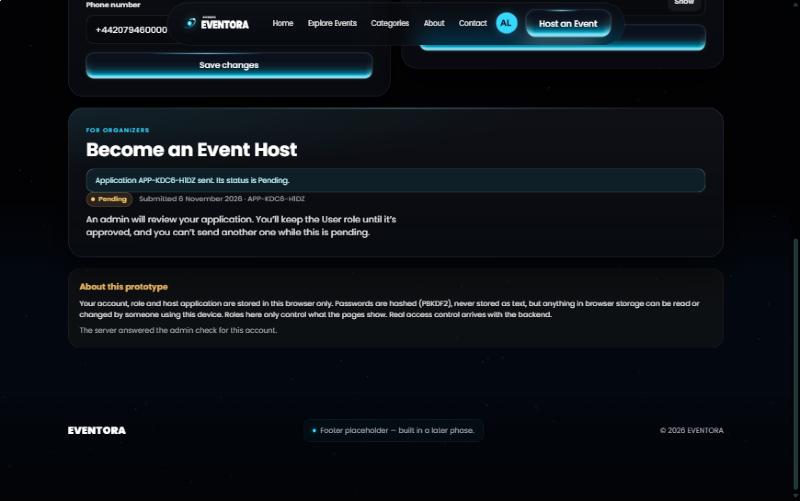 Phone number
+442079460000
Save changes
EVENTORA
Home
Explore Events
Categories
About
Contact
AL
Host an Event
Show
FOR ORGANIZERS
Become an Event Host
Application APP-KDC6-H1DZ sent. Its status is Pending.
Pending
Submitted 6 November 2026 · APP-KDC6-H1DZ
An admin will review your application. You'll keep the User role until it's
approved, and you can't send another one while this is pending.
About this prototype
Your account, role and host application are stored in this browser only. Passwords are hashed (PBKDF2), never stored as text, but anything in browser storage can be read or
changed by someone using this device. Roles here only control what the pages show. Real access control arrives with the backend.
The server answered the admin check for this account.
EVENTORA
Footer placeholder — built in a later phase.
© 2026 EVENTORA